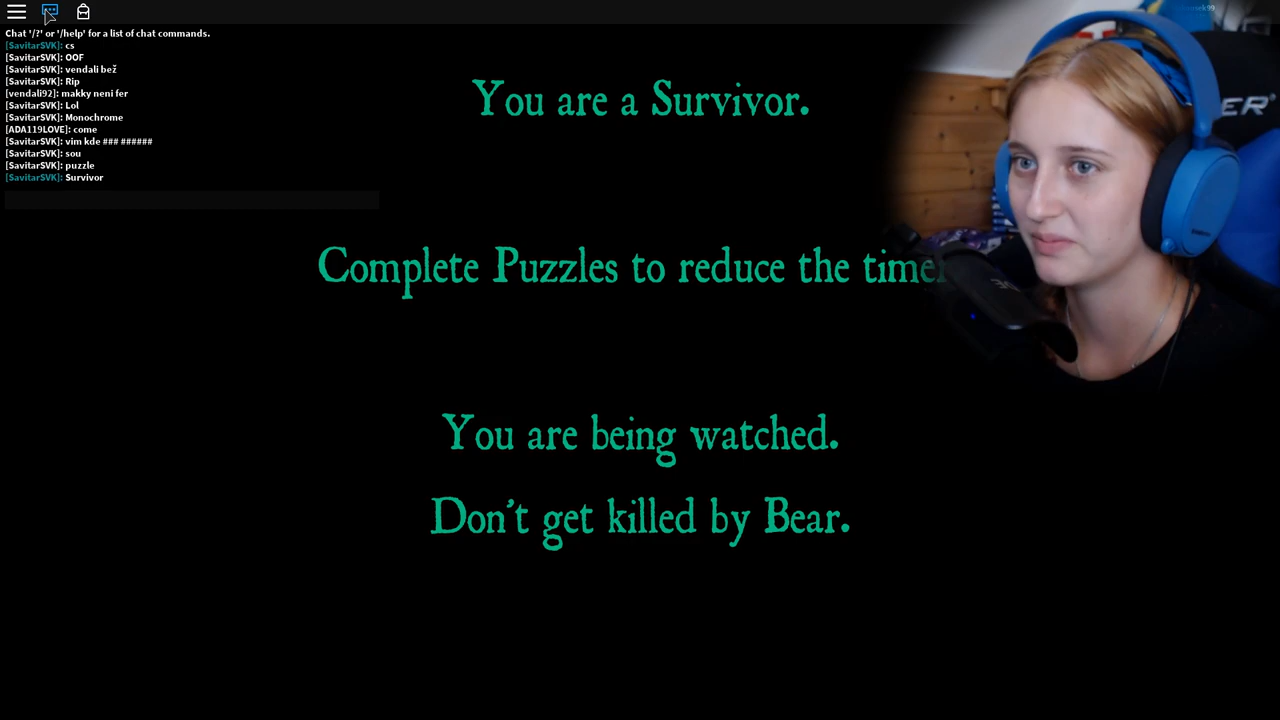 Chat '/?' or '/help' for a list of chat commands.
[SavitarSVK]: cs
[SavitarSVK]: OOF
[SavitarSVK]: vendali bež
[SavitarSVK]: Rip
[vendali92]: makky neni fer
[SavitarSVK]: Lol
[SavitarSVK]: Monochrome
[ADA119LOVE]: come
[SavitarSVK]: vim kde ### ######
[SavitarSVK]: sou
[SavitarSVK]: puzzle
[SavitarSVK]: Survivor
You are a Survivor.
Complete Puzzles to reduce the timer
You are being watched.
Don't get killed by Bear.
ER